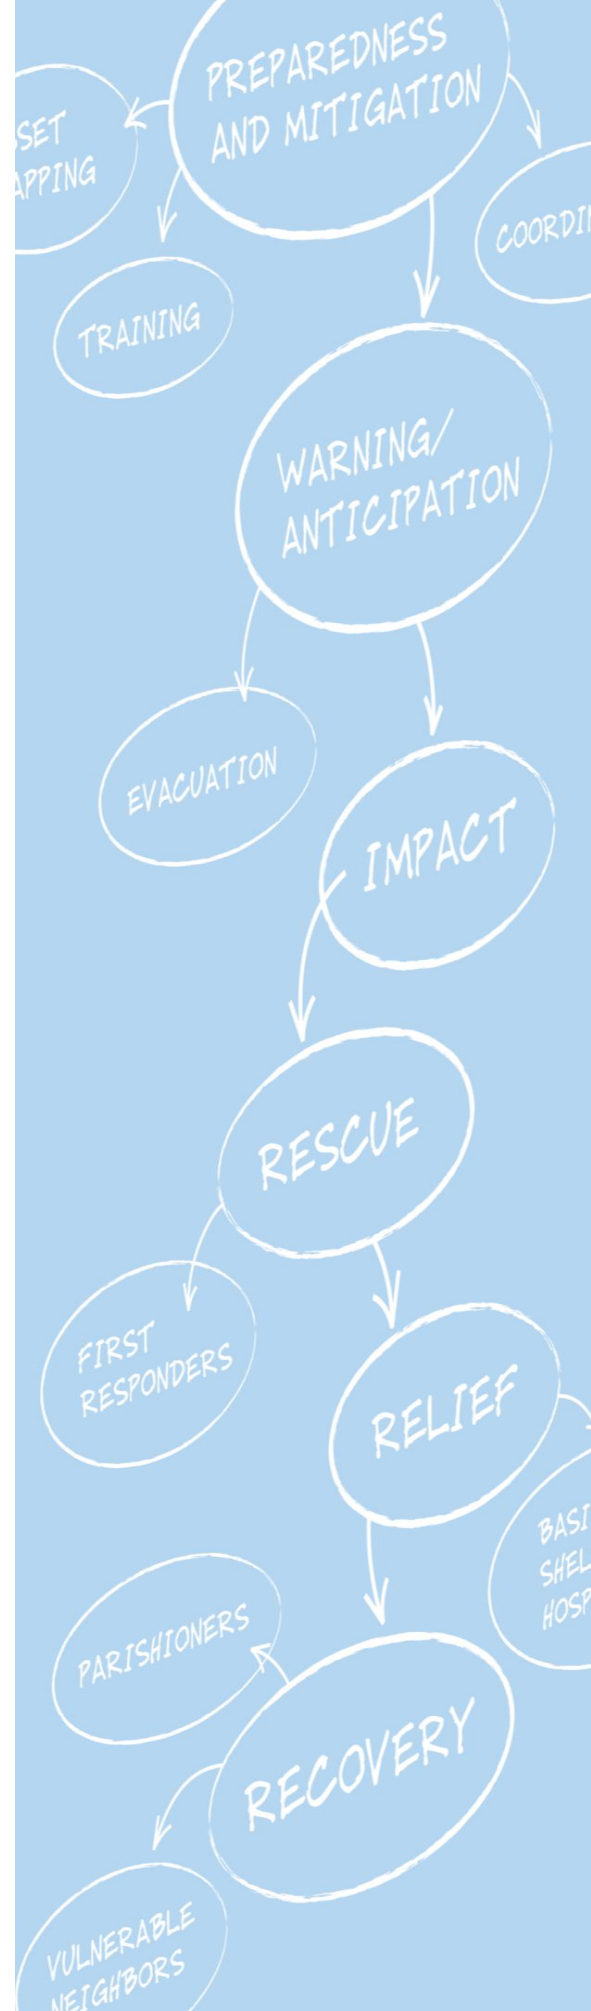 PREPAREDNESS
AND MITIGATION
SET
APPING
COORDI
TRAINING
WARNING/
ANTICIPATION
EVACUATION
IMPACT
RESCUE
FIRST
RESPONDERS
RELIEF
BASI
SHEL
HOSP
PARISHIONERS
RECOVERY
VULNERABLE
NEIGHBORS